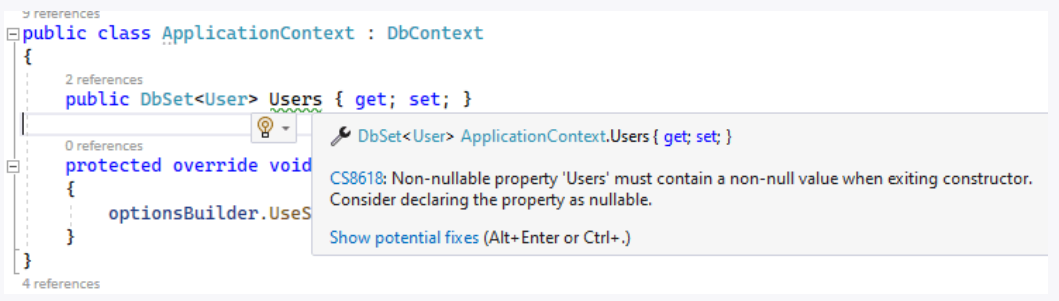 9 references
public class ApplicationContext : DbContext
{
2 references
public DbSet<User> Users { get; set; }
DbSet<User> ApplicationContext.Users { get; set; }
0 references
protected override void
CS8618: Non-nullable property 'Users' must contain a non-null value when exiting constructor.
Consider declaring the property as nullable.
{
optionsBuilder.UseS
Show potential fixes (Alt+Enter or Ctrl+.)
}
}
4 references